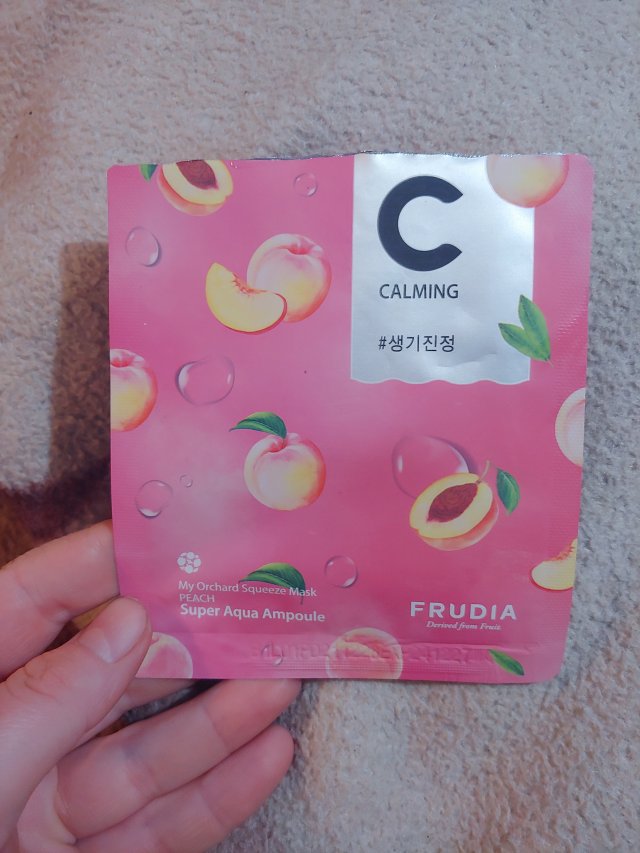 C
CALMING
#생기진정
My Orchard Squeeze Mask
PEACH
Super Aqua Ampoule
FRUDIA
Derived from Fruit